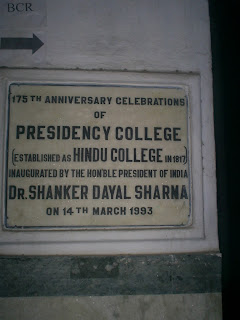 BCR
175TH ANNIVERSARY CELEBRATIONS
OF
PRESIDENCY COLLEGE
(ESTABLISHED AS HINDU COLLEGE IN 1817)
INAUGURATED BY THE HON'BLE PRESIDENT OF INDIA
DR. SHANKER DAYAL SHARMA
ON 14TH MARCH 1993